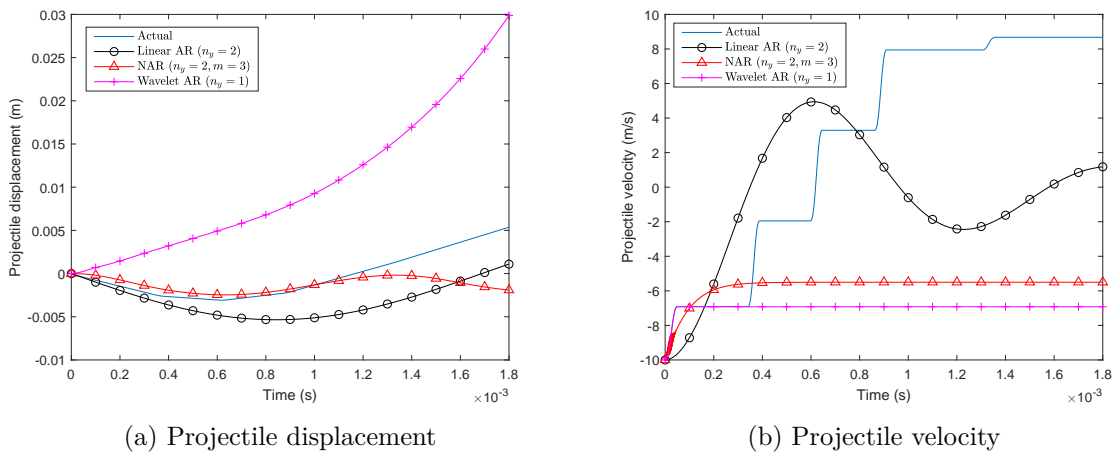 0.03
0.025
0.02
0.015
0.01
0.005
0
-0.005
-0.01
Projectile displacement (m)
Actual
Linear AR (n_y = 2)
NAR (n_y = 2, m = 3)
Wavelet AR (n_y = 1)
0 0.2 0.4 0.6 0.8 1 1.2 1.4 1.6 1.8
Time (s)
×10⁻³
(a) Projectile displacement
10
8
6
4
2
0
-2
-4
-6
-8
-10
Projectile velocity (m/s)
Actual
Linear AR (n_y = 2)
NAR (n_y = 2, m = 3)
Wavelet AR (n_y = 1)
0 0.2 0.4 0.6 0.8 1 1.2 1.4 1.6 1.8
Time (s)
×10⁻³
(b) Projectile velocity